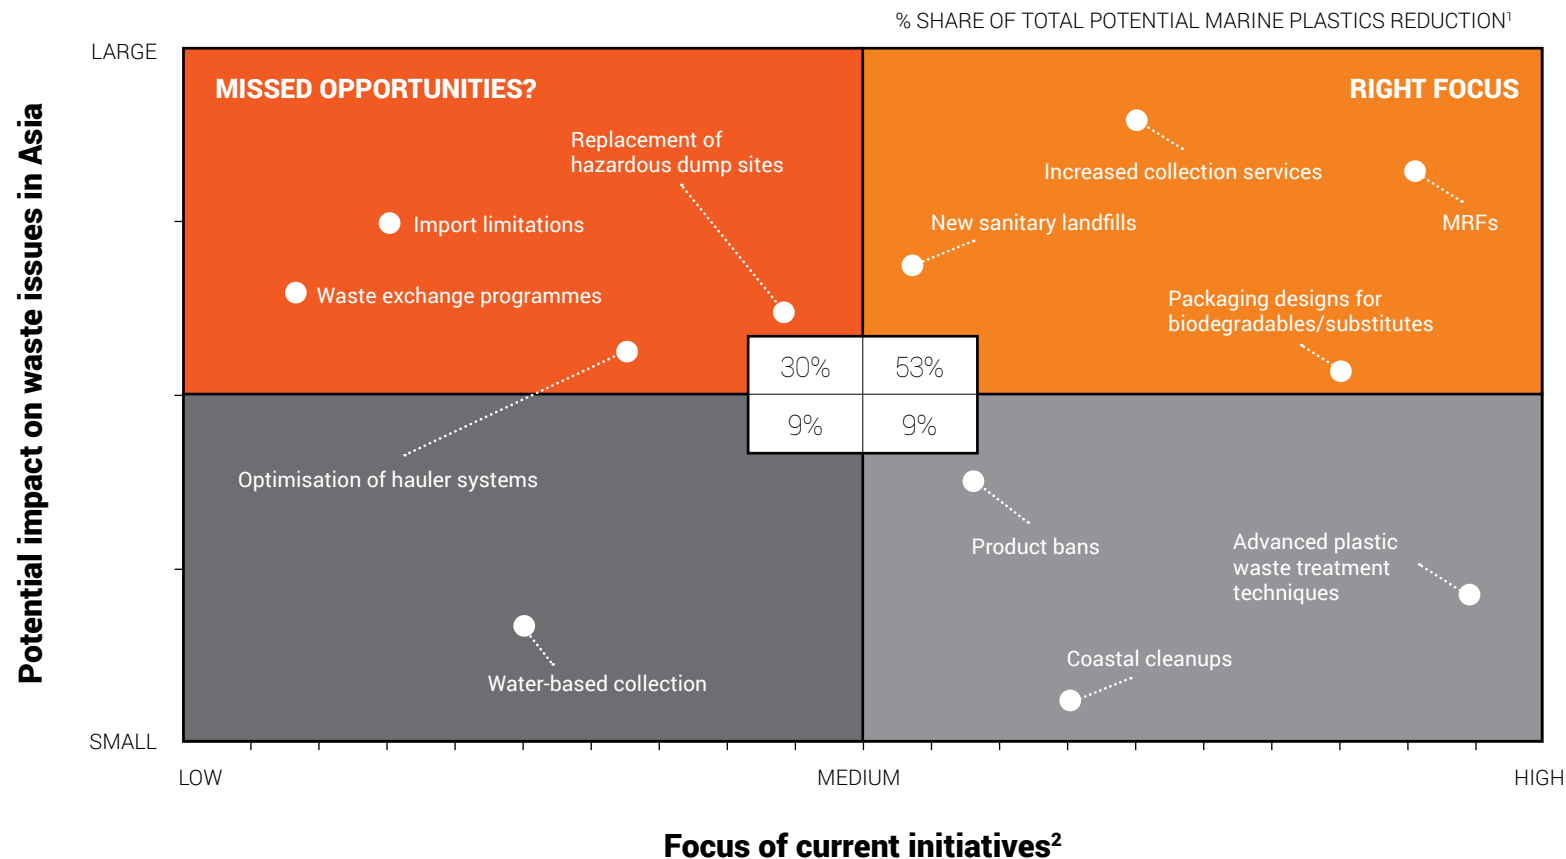 % SHARE OF TOTAL POTENTIAL MARINE PLASTICS REDUCTION¹
LARGE
MISSED OPPORTUNITIES?
RIGHT FOCUS
Potential impact on waste issues in Asia
Replacement of
hazardous dump sites
Increased collection services
Import limitations
New sanitary landfills
MRFs
Waste exchange programmes
Packaging designs for
biodegradables/substitutes
30%
53%
9%
9%
Optimisation of hauler systems
Product bans
Advanced plastic
waste treatment
techniques
Coastal cleanups
Water-based collection
SMALL
LOW
MEDIUM
HIGH
Focus of current initiatives²